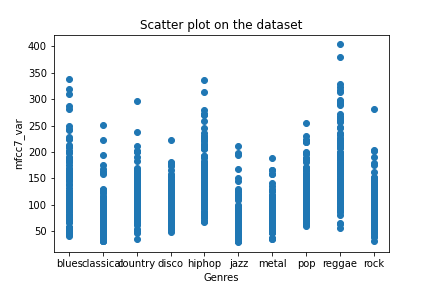 Scatter plot on the dataset
mfcc7_var
400
350
300
250
200
150
100
50
blues classical country disco hiphop jazz metal pop reggae rock
Genres